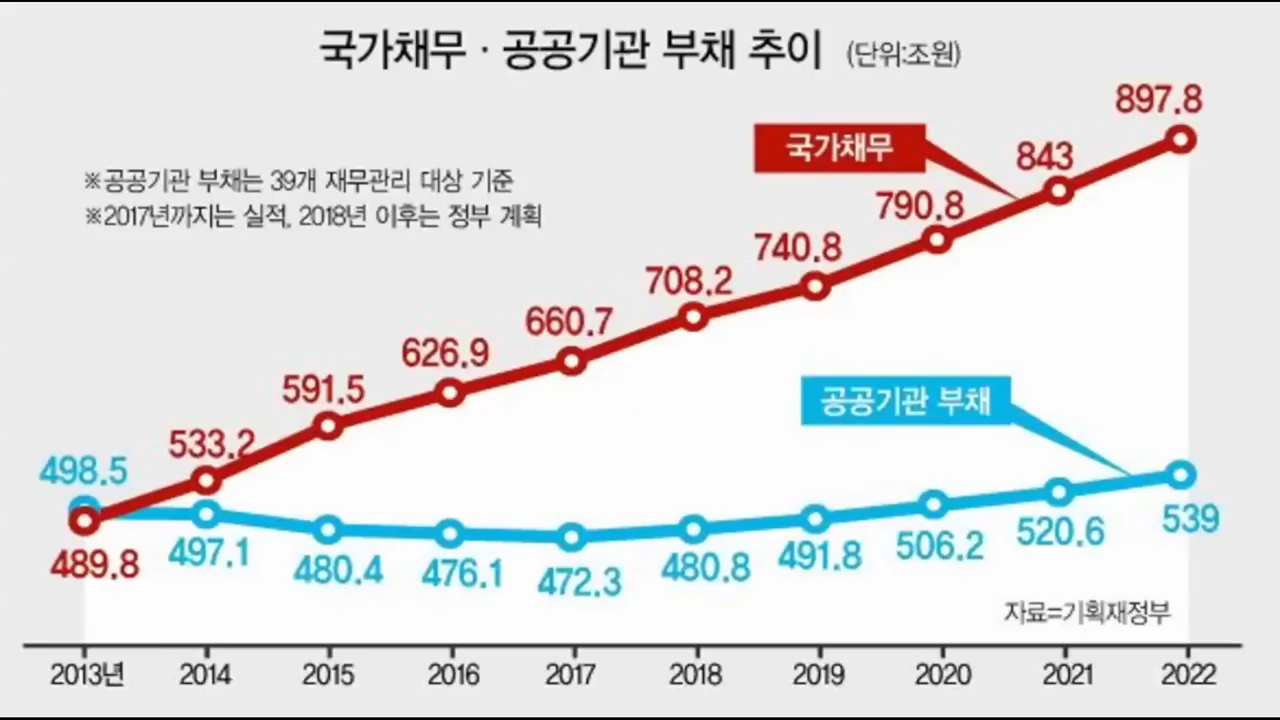 국가채무·공공기관 부채 추이 (단위:조원)
897.8
국가채무
843
※공공기관 부채는 39개 재무관리 대상 기준
790.8
※2017년까지는 실적, 2018년 이후는 정부 계획
740.8
708.2
660.7
626.9
591.5
공공기관 부채
533.2
498.5
539
520.6
506.2
491.8
480.8
472.3
476.1
480.4
497.1
489.8
자료=기획재정부
2013년 2014 2015 2016 2017 2018 2019 2020 2021 2022